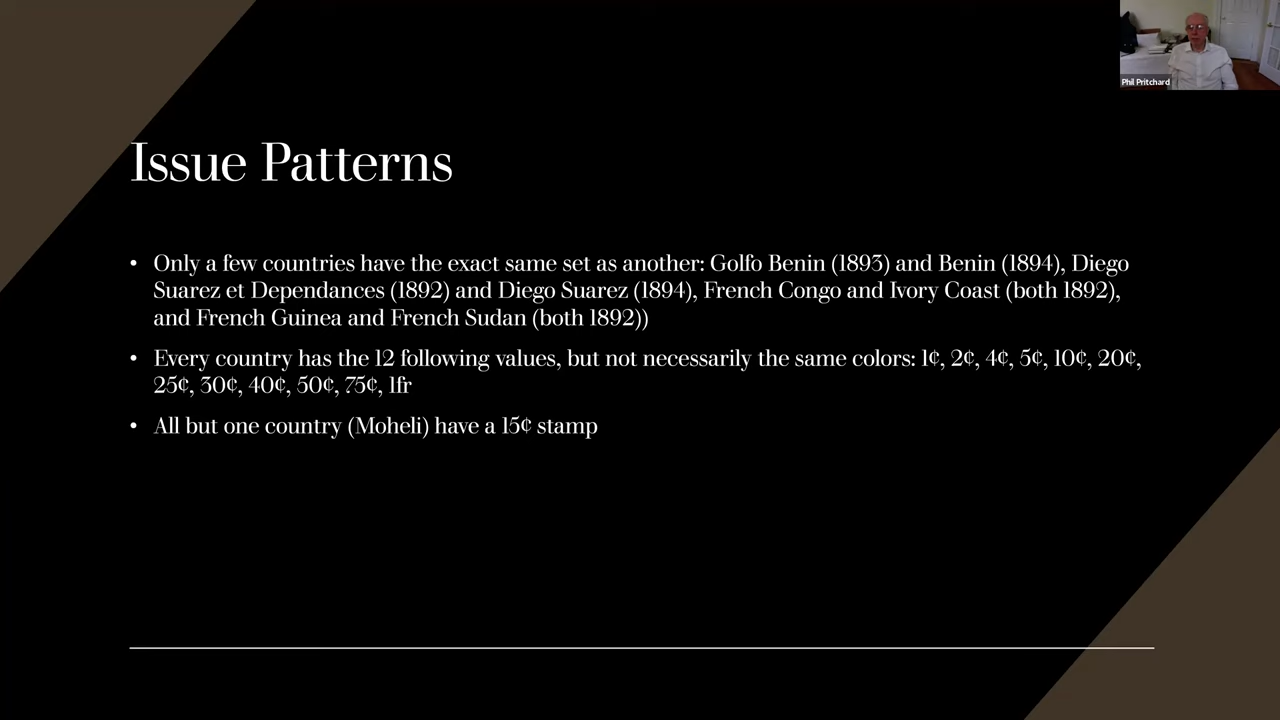 Phil Pritchard
Issue Patterns
• Only a few countries have the exact same set as another: Golfo Benin (1893) and Benin (1894), Diego
Suarez et Dependances (1892) and Diego Suarez (1894), French Congo and Ivory Coast (both 1892),
and French Guinea and French Sudan (both 1892))
• Every country has the 12 following values, but not necessarily the same colors: 1¢, 2¢, 4¢, 5¢, 10¢, 20¢,
25¢, 30¢, 40¢, 50¢, 75¢, 1fr
• All but one country (Moheli) have a 15¢ stamp